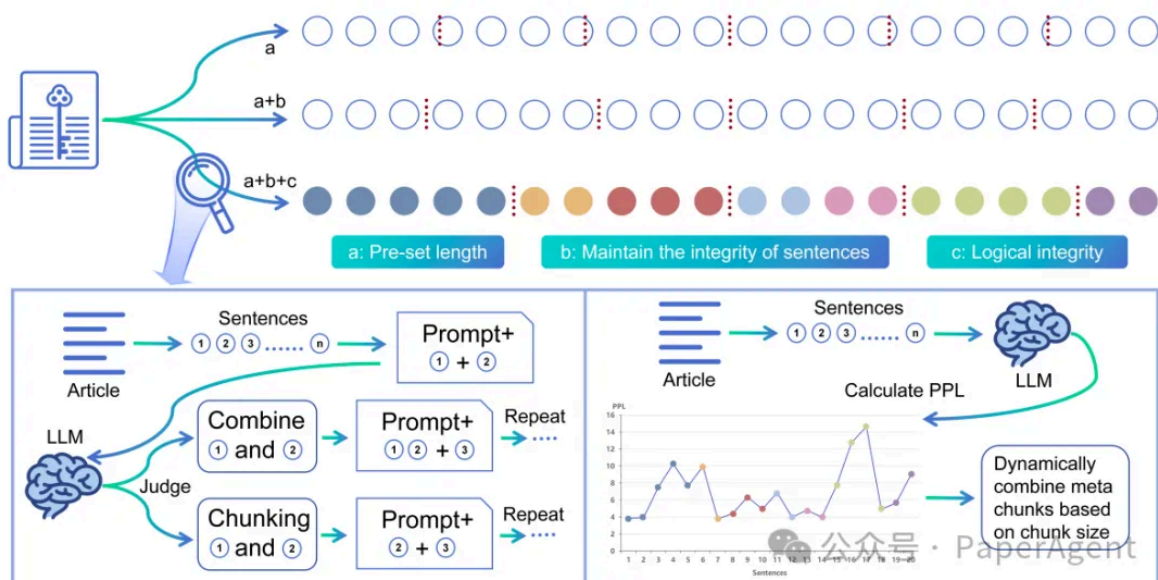 a
a+b
a+b+c
a: Pre-set length
b: Maintain the integrity of sentences
c: Logical integrity
Article
Sentences
1 2 3 ...... n
Prompt+
1 + 2
LLM
Judge
Combine
1 and 2
Prompt+
1 2 + 3
Repeat
Chunking
1 and 2
Prompt+
2 + 3
Repeat
Article
Sentences
1 2 3 ...... n
LLM
Calculate PPL
PPL
16
14
12
10
8
6
4
2
0
1 2 3 4 5 6 7 8 9 10 11 12 13 14 15 16 17 18 19 20
Sentences
Dynamically
combine meta
chunks based
on chunk size
公众号 · PaperAgent